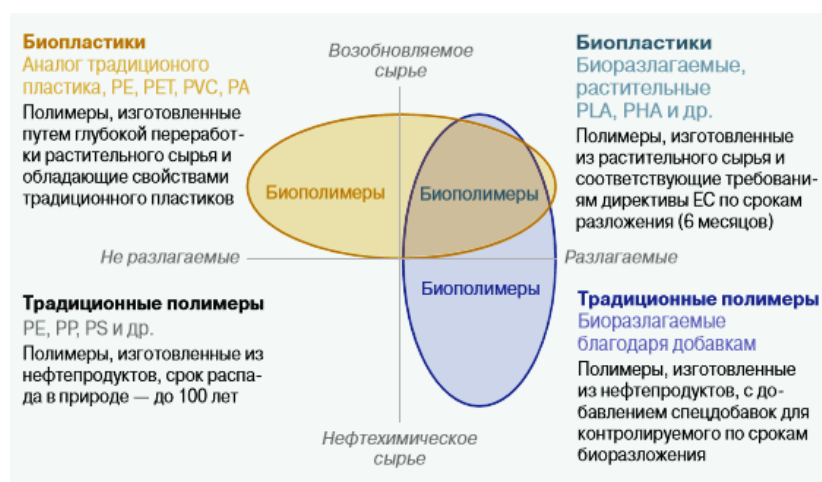 Биопластики
Аналог традиционого
пластика, PE, PET, PVC, PA
Полимеры, изготовленные
путем глубокой переработ-
ки растительного сырья и
обладающие свойствами
традиционного пластиков
Возобновляемое
сырье
Биопластики
Биоразлагаемые,
растительные
PLA, PHA и др.
Полимеры, изготовленные
из растительного сырья и
соответствующие требовани-
ям директивы ЕС по срокам
разложения (6 месяцов)
Биополимеры
Биополимеры
Не разлагаемые
Разлагаемые
Биополимеры
Традиционные полимеры
PE, PP, PS и др.
Полимеры, изготовленные из
нефтепродуктов, срок распа-
да в природе — до 100 лет
Традиционные полимеры
Биоразлагаемые
благодаря добавкам
Полимеры, изготовленные
из нефтепродуктов, с до-
бавлением спецдобавок для
контролируемого по срокам
биоразложения
Нефтехимическое
сырье